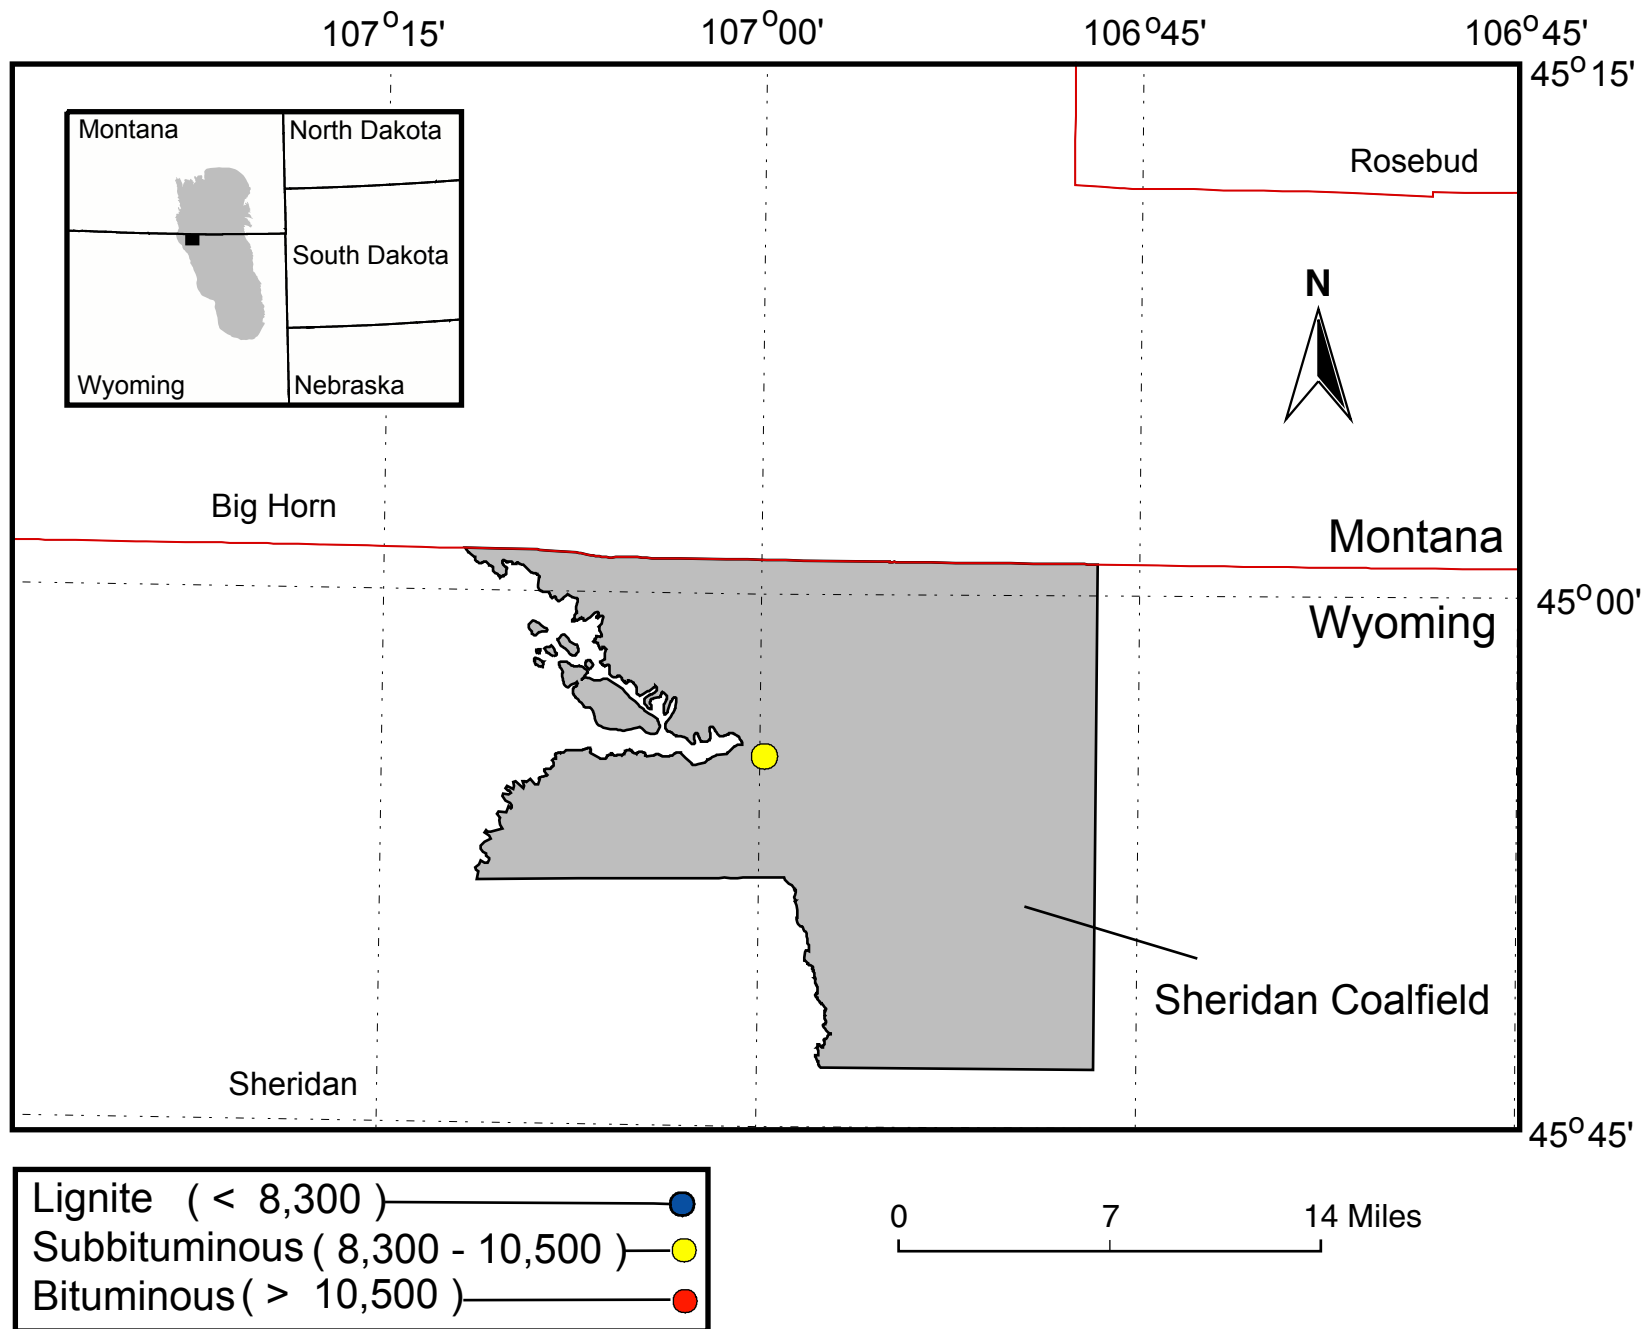 107°15' 107°00' 106°45' 106°45'
45°15'
Montana North Dakota
Rosebud
South Dakota
N
Wyoming Nebraska
Big Horn
Montana
45°00'
Wyoming
Sheridan Coalfield
Sheridan
45°45'
Lignite ( < 8,300 )
Subbituminous ( 8,300 - 10,500 )
Bituminous ( > 10,500 )
0 7 14 Miles